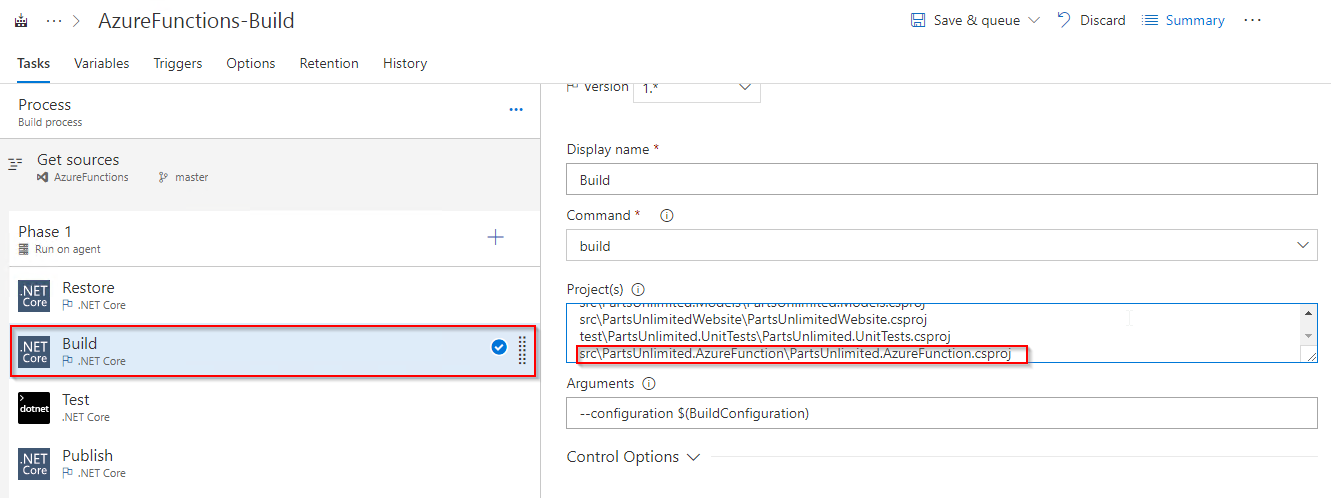 ··· > AzureFunctions-Build
Save & queue Discard Summary ···
Tasks Variables Triggers Options Retention History
Process
Build process
···
Get sources
AzureFunctions master
Phase 1
Run on agent
.NET Core Restore
.NET Core
.NET Core Build
.NET Core
dotnet Test
.NET Core
.NET Core Publish
.NET Core
Version 1.*
Display name *
Build
Command *
build
Project(s)
src\PartsUnlimited.Models\PartsUnlimited.Models.csproj
src\PartsUnlimitedWebsite\PartsUnlimitedWebsite.csproj
test\PartsUnlimited.UnitTests\PartsUnlimited.UnitTests.csproj
src\PartsUnlimited.AzureFunction\PartsUnlimited.AzureFunction.csproj
Arguments
--configuration $(BuildConfiguration)
Control Options